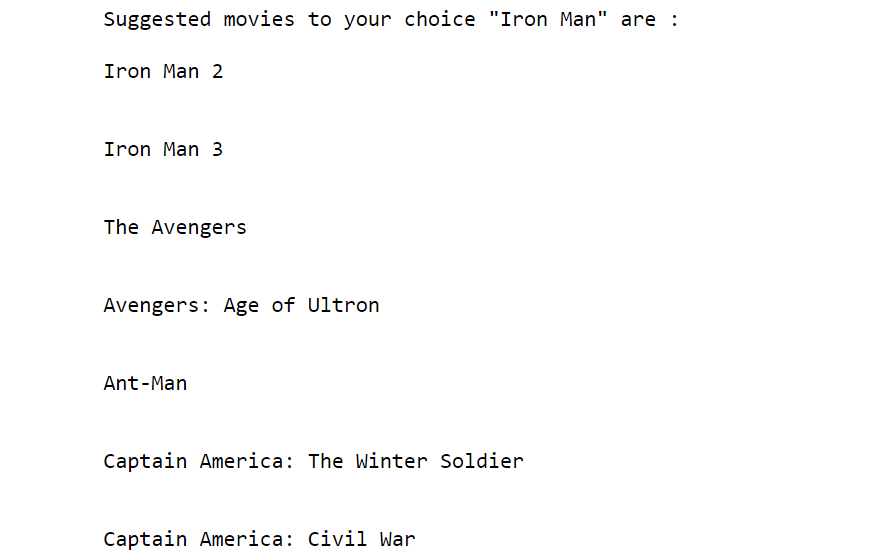 Suggested movies to your choice "Iron Man" are :
Iron Man 2
Iron Man 3
The Avengers
Avengers: Age of Ultron
Ant-Man
Captain America: The Winter Soldier
Captain America: Civil War